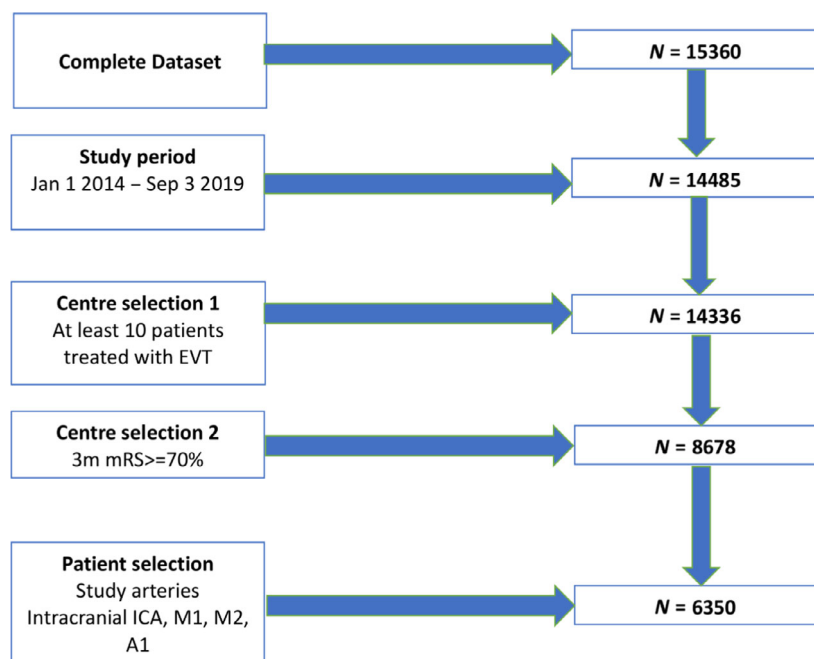 Complete Dataset
N = 15360
Study period
Jan 1 2014 – Sep 3 2019
N = 14485
Centre selection 1
At least 10 patients
treated with EVT
N = 14336
Centre selection 2
3m mRS>=70%
N = 8678
Patient selection
Study arteries
Intracranial ICA, M1, M2,
A1
N = 6350